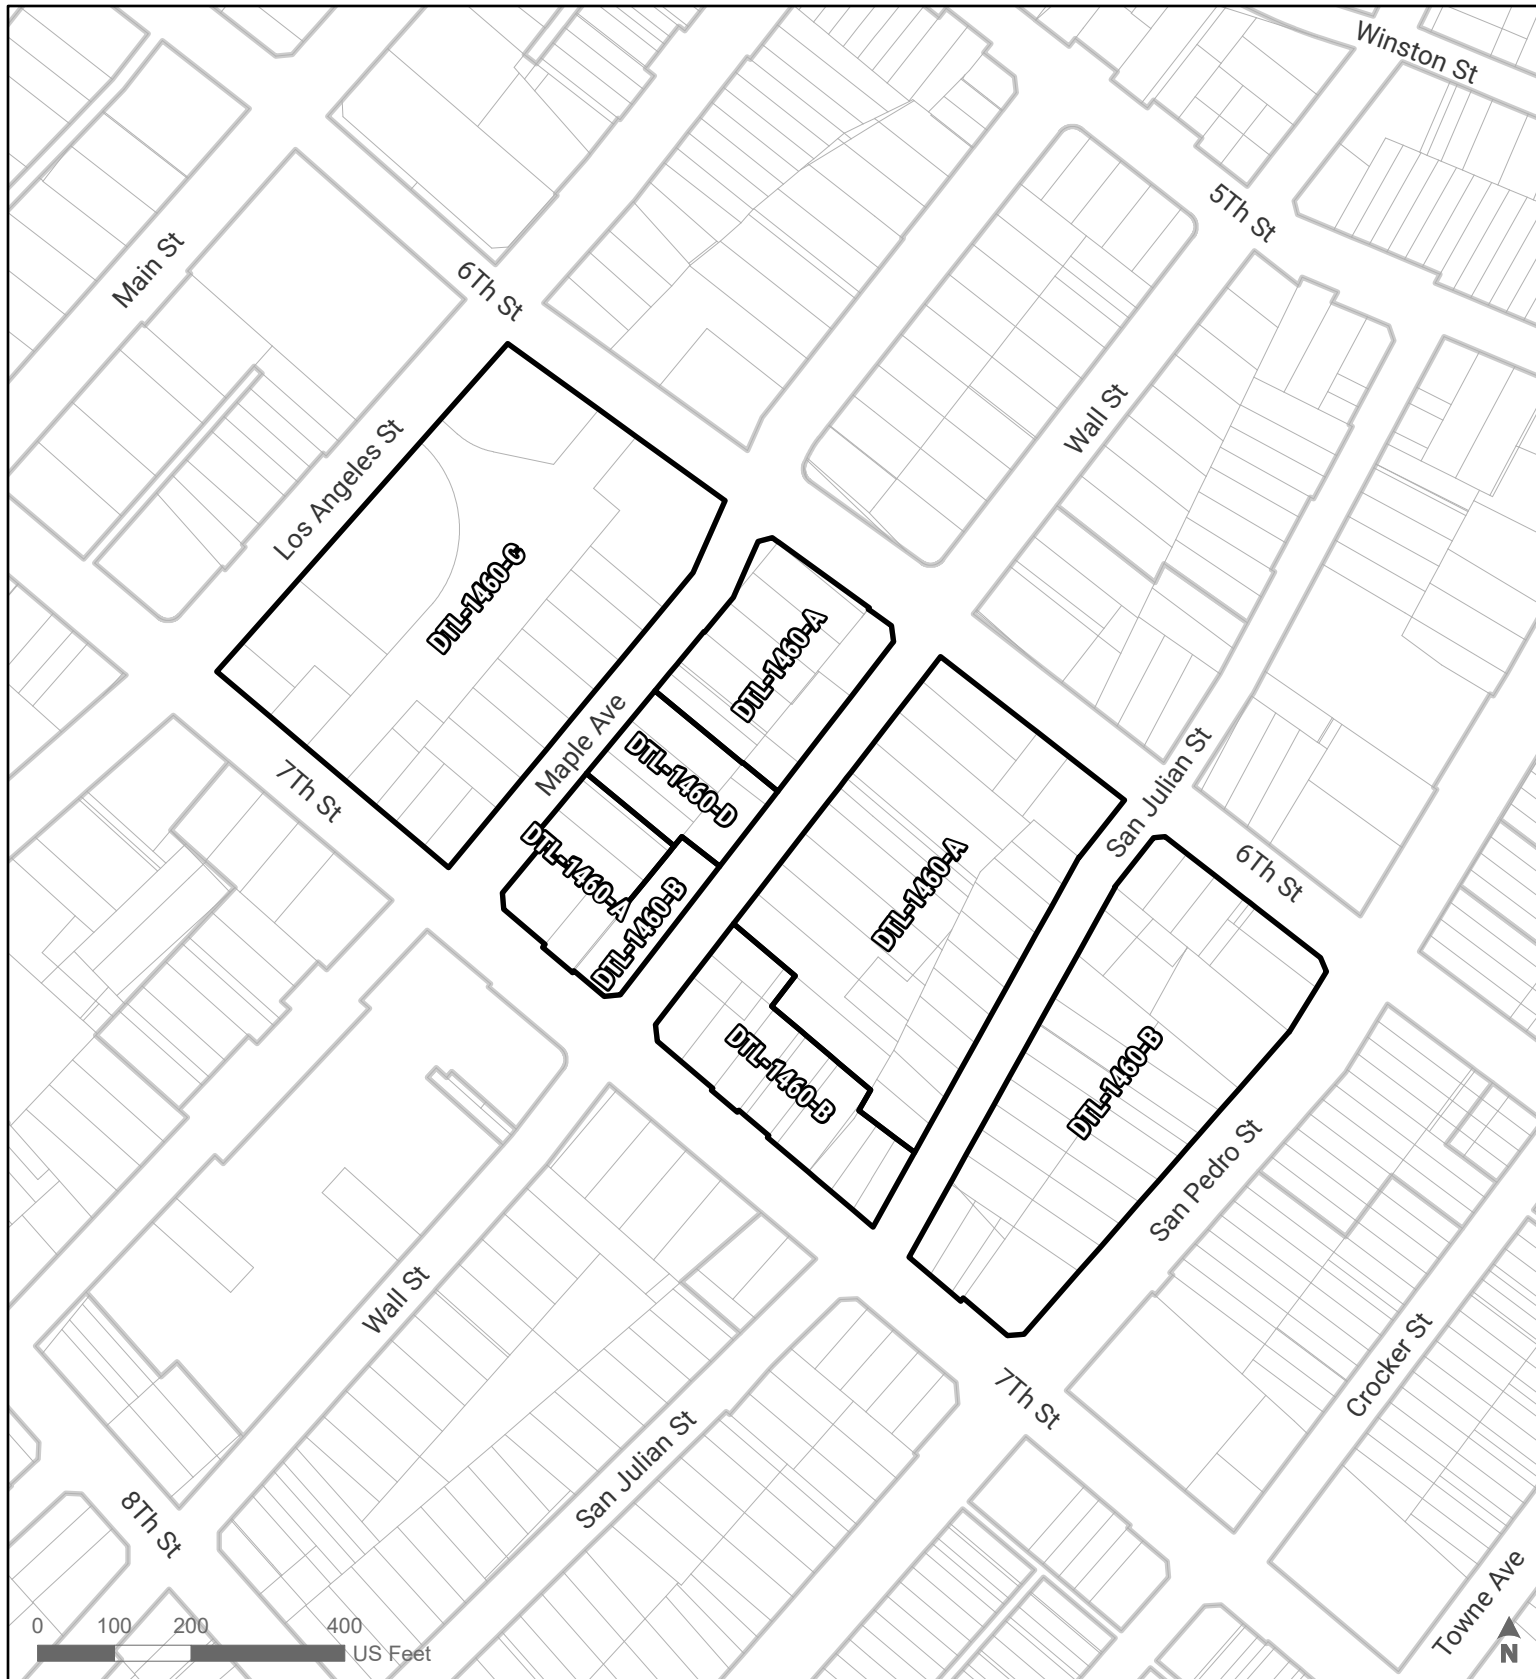 Winston St
5Th St
Main St
6Th St
Wall St
Los Angeles St
DTL-1460-C
DTL-1460-A
Maple Ave
DTL-1460-D
San Julian St
7Th St
DTL-1460-A
DTL-1460-A
6Th St
DTL-1460-B
DTL-1460-B
DTL-1460-B
San Pedro St
Wall St
Crocker St
7Th St
San Julian St
8Th St
Towne Ave
0 100 200 400
US Feet
N